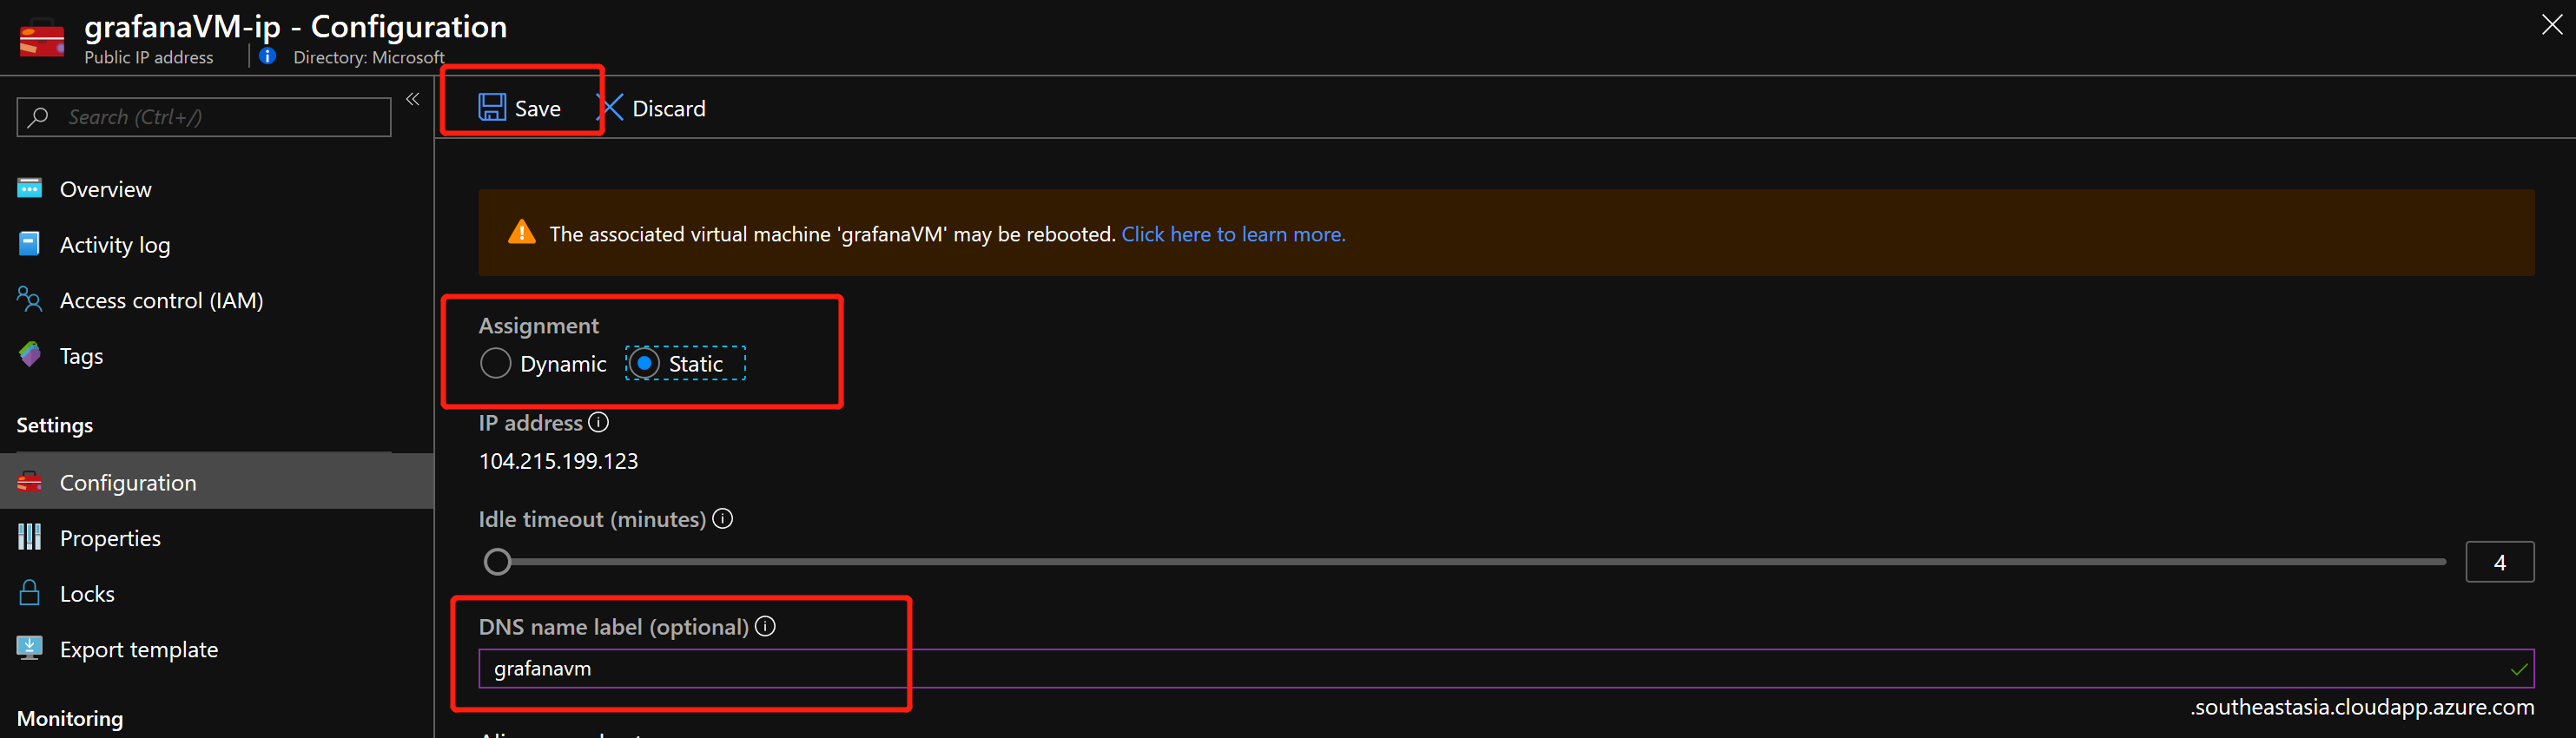 grafanaVM-ip - Configuration
Public IP address
Directory: Microsoft
Search (Ctrl+/)
Overview
Activity log
Access control (IAM)
Tags
Settings
Configuration
Properties
Locks
Export template
Monitoring
Save
Discard
The associated virtual machine 'grafanaVM' may be rebooted. Click here to learn more.
Assignment
Dynamic
Static
IP address
104.215.199.123
Idle timeout (minutes)
4
DNS name label (optional)
grafanavm
.southeastasia.cloudapp.azure.com